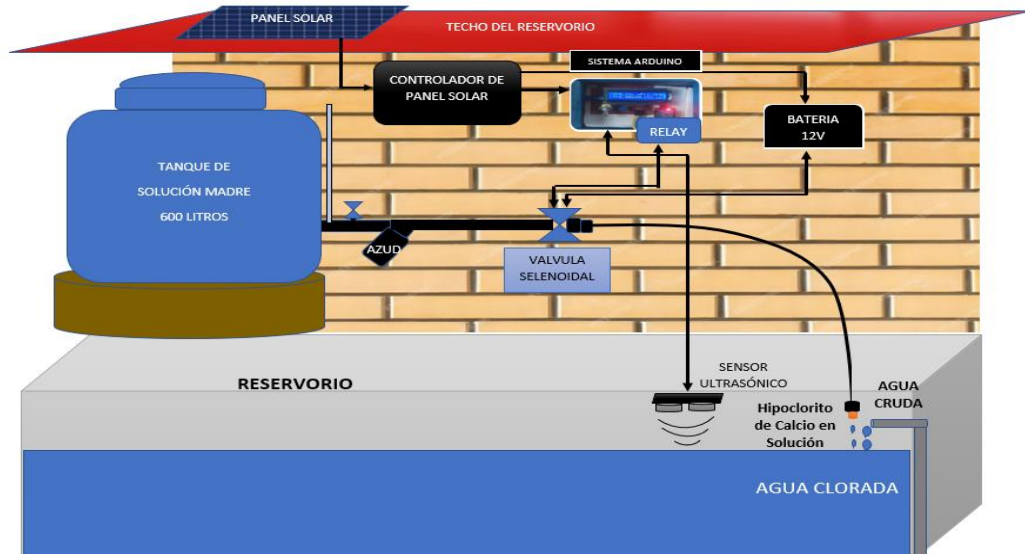 PANEL SOLAR
TECHO DEL RESERVORIO
CONTROLADOR DE
PANEL SOLAR
SISTEMA ARDUINO
RELAY
BATERIA
12V
TANQUE DE
SOLUCIÓN MADRE
600 LITROS
AZUD
VALVULA
SELENOIDAL
RESERVORIO
SENSOR
ULTRASÓNICO
Hipoclorito
de Calcio en
Solución
AGUA
CRUDA
AGUA CLORADA